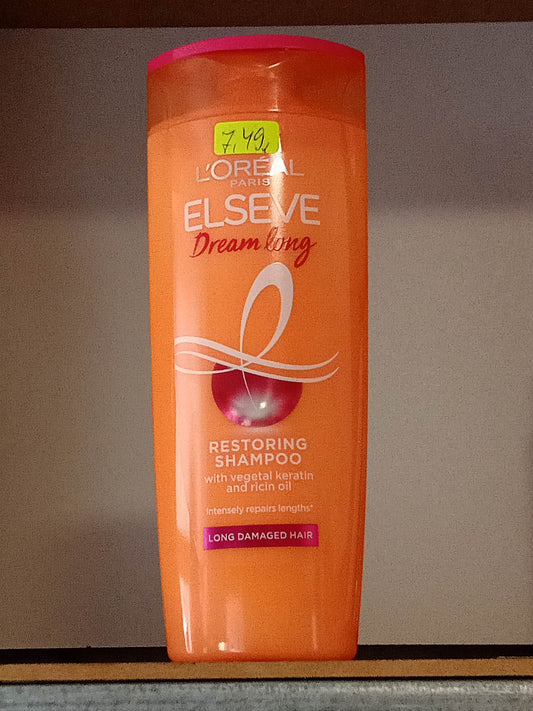 7,49
L'ORÉAL
PARIS
ELSEVE
Dream long
RESTORING
SHAMPOO
with vegetal keratin
and ricin oil
Intensely repairs lengths*
LONG DAMAGED HAIR